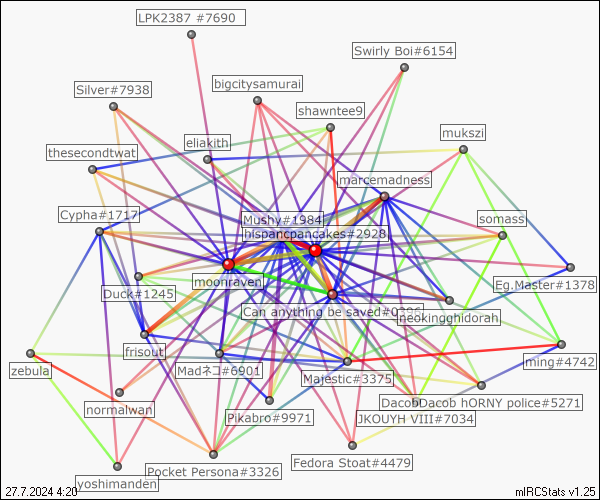 LPK2387 #7690
Swirly Boi#6154
bigcitysamurai
Silver#7938
shawntee9
mukszi
eliakith
thesecondtwat
marcemadness
Cypha#1717
Mushy#1984
somass
hispancpancakes#2928
moonraven
Eg.Master#1378
Duck#1245
Can anything be saved#0306
neokingghidorah
frisout
ming#4742
zebula
Madネコ#6901
Majestic#3375
DacobDacob hORNY police#5271
normalwan
Pikabro#9971
JKOUYH VIII#7034
Fedora Stoat#4479
Pocket Persona#3326
yoshimanden
27.7.2024 4:20
mIRCStats v1.25